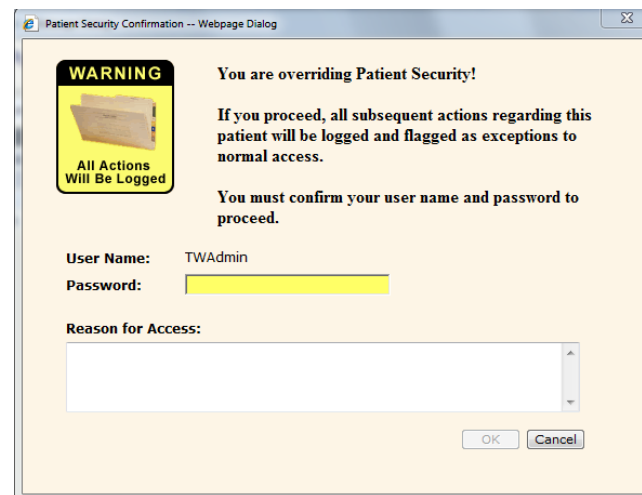 Patient Security Confirmation -- Webpage Dialog
WARNING
All Actions
Will Be Logged
You are overriding Patient Security!
If you proceed, all subsequent actions regarding this
patient will be logged and flagged as exceptions to
normal access.
You must confirm your user name and password to
proceed.
User Name: TWAdmin
Password:
Reason for Access:
OK Cancel